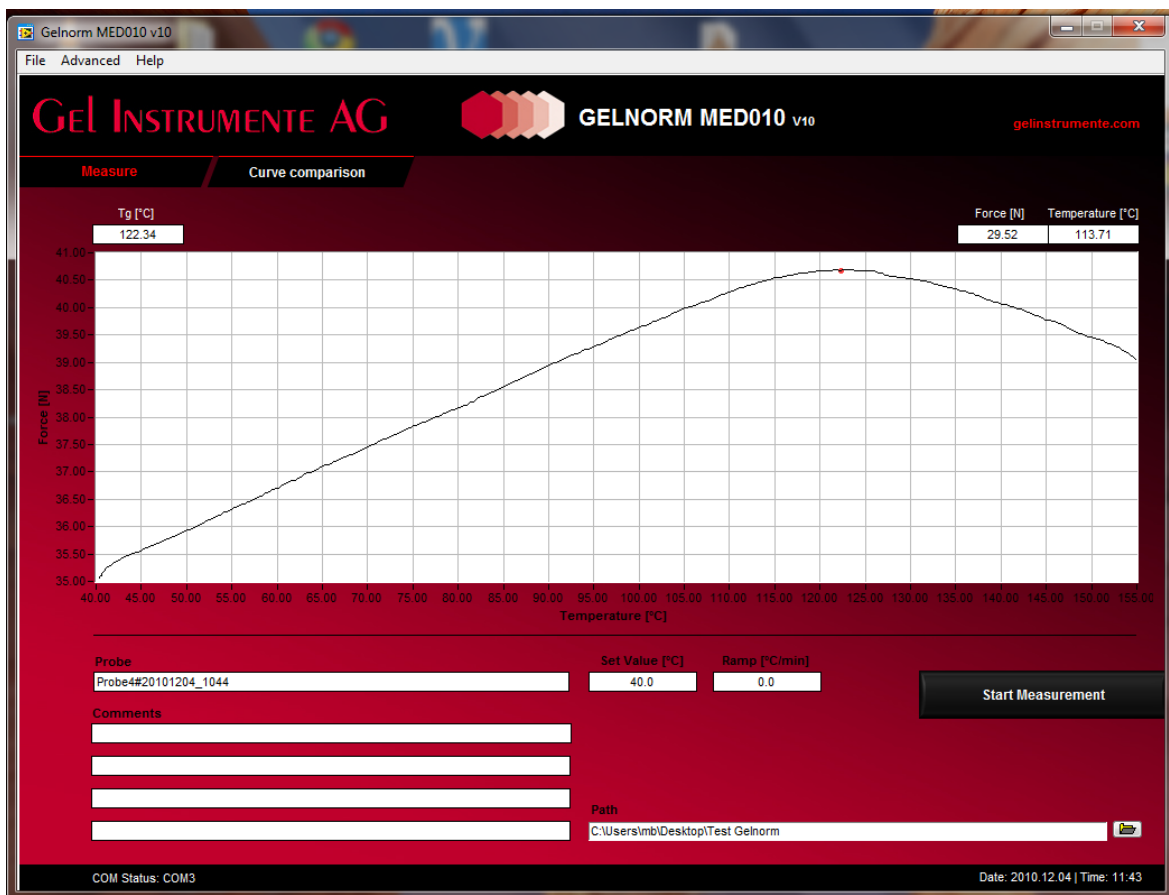 Gelnorm MED010 v10
File Advanced Help
GEL INSTRUMENTE AG
GELNORM MED010 V10
gelinstrumente.com
Measure
Curve comparison
Tg [°C]
122.34
Force [N] Temperature [°C]
29.52 113.71
41.00
40.50
40.00
39.50
39.00
38.50
38.00
37.50
37.00
36.50
36.00
35.50
35.00
Force [N]
40.00 45.00 50.00 55.00 60.00 65.00 70.00 75.00 80.00 85.00 90.00 95.00 100.00 105.00 110.00 115.00 120.00 125.00 130.00 135.00 140.00 145.00 150.00 155.00
Temperature [°C]
Probe
Probe4#20101204_1044
Set Value [°C] Ramp [°C/min]
40.0 0.0
Start Measurement
Comments
Path
C:\Users\mb\Desktop\Test Gelnorm
COM Status: COM3
Date: 2010.12.04 | Time: 11:43